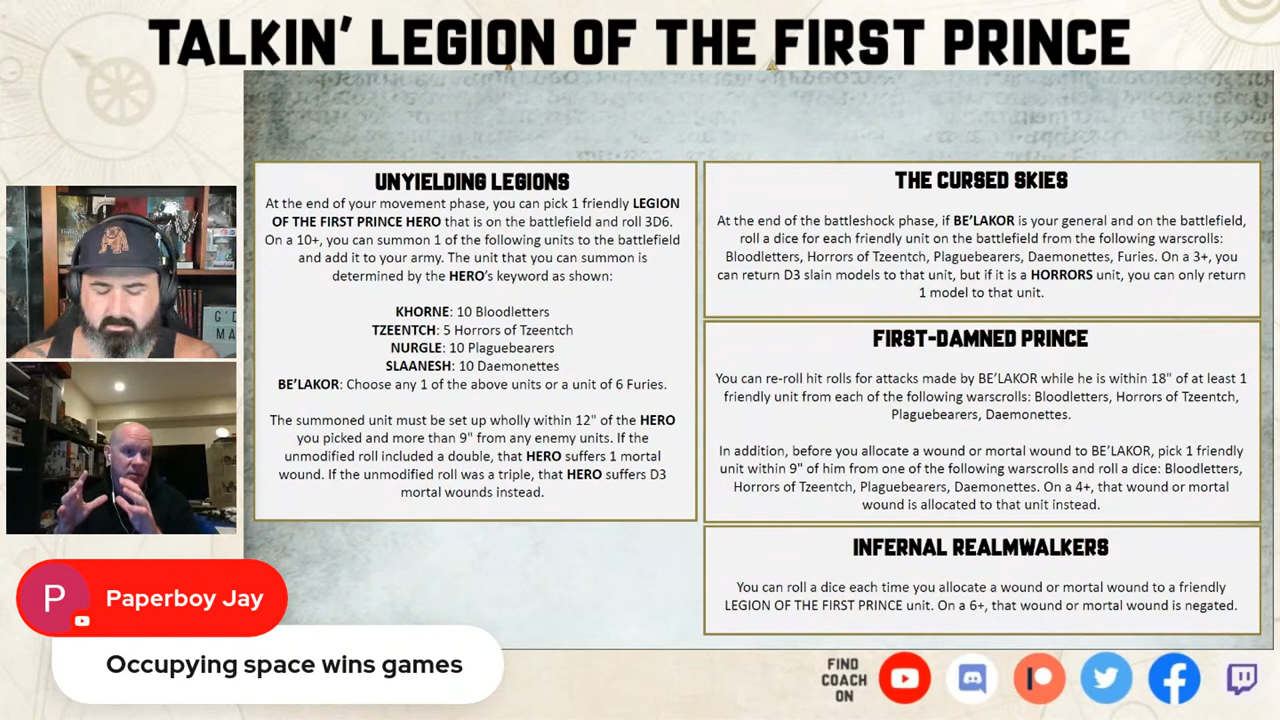 TALKIN' LEGION OF THE FIRST PRINCE
UNYIELDING LEGIONS
At the end of your movement phase, you can pick 1 friendly LEGION
OF THE FIRST PRINCE HERO that is on the battlefield and roll 3D6.
On a 10+, you can summon 1 of the following units to the battlefield
and add it to your army. The unit that you can summon is
determined by the HERO's keyword as shown:
KHORNE: 10 Bloodletters
TZEENTCH: 5 Horrors of Tzeentch
NURGLE: 10 Plaguebearers
SLAANESH: 10 Daemonettes
BE'LAKOR: Choose any 1 of the above units or a unit of 6 Furies.
The summoned unit must be set up wholly within 12" of the HERO
you picked and more than 9" from any enemy units. If the
unmodified roll included a double, that HERO suffers 1 mortal
wound. If the unmodified roll was a triple, that HERO suffers D3
mortal wounds instead.
THE CURSED SKIES
At the end of the battleshock phase, if BE'LAKOR is your general and on the battlefield,
roll a dice for each friendly unit on the battlefield from the following warscrolls:
Bloodletters, Horrors of Tzeentch, Plaguebearers, Daemonettes, Furies. On a 3+, you
can return D3 slain models to that unit, but if it is a HORRORS unit, you can only return
1 model to that unit.
FIRST-DAMNED PRINCE
You can re-roll hit rolls for attacks made by BE'LAKOR while he is within 18" of at least 1
friendly unit from each of the following warscrolls: Bloodletters, Horrors of Tzeentch,
Plaguebearers, Daemonettes.
In addition, before you allocate a wound or mortal wound to BE'LAKOR, pick 1 friendly
unit within 9" of him from one of the following warscrolls and roll a dice: Bloodletters,
Horrors of Tzeentch, Plaguebearers, Daemonettes. On a 4+, that wound or mortal
wound is allocated to that unit instead.
INFERNAL REALMWALKERS
You can roll a dice each time you allocate a wound or mortal wound to a friendly
LEGION OF THE FIRST PRINCE unit. On a 6+, that wound or mortal wound is negated.
P
Paperboy Jay
Occupying space wins games
FIND
COACH
ON